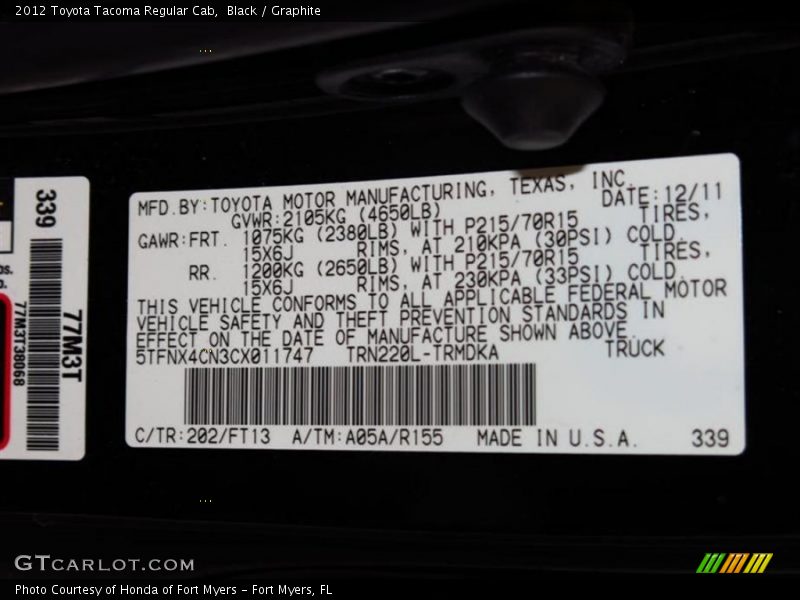 2012 Toyota Tacoma Regular Cab, Black / Graphite
MFD.BY:TOYOTA MOTOR MANUFACTURING, TEXAS, INC.
GVWR:2105KG (4650LB) DATE:12/11
GAWR:FRT. 1075KG (2380LB) WITH P215/70R15 TIRES,
15X6J RIMS, AT 210KPA (30PSI) COLD
RR. 1200KG (2650LB) WITH P215/70R15 TIRES,
15X6J RIMS, AT 230KPA (33PSI) COLD
THIS VEHICLE CONFORMS TO ALL APPLICABLE FEDERAL MOTOR
VEHICLE SAFETY AND THEFT PREVENTION STANDARDS IN
EFFECT ON THE DATE OF MANUFACTURE SHOWN ABOVE.
5TFNX4CN3CX011747 TRN220L-TRMDKA TRUCK
C/TR:202/FT13 A/TM:A05A/R155 MADE IN U.S.A. 339
339
77M3T
77M3T38068
GTCARLOT.COM
Photo Courtesy of Honda of Fort Myers - Fort Myers, FL